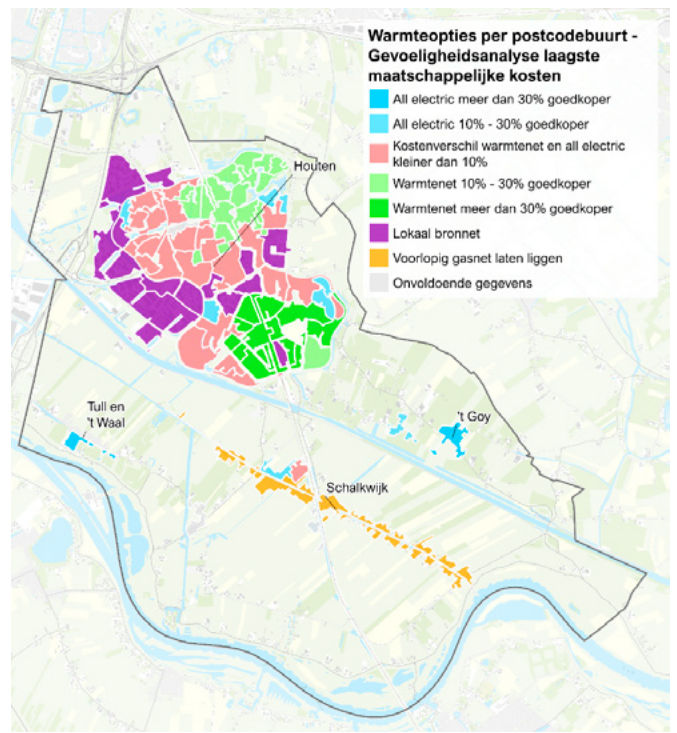 Warmteopties per postcodebuurt -
Gevoeligheidsanalyse laagste
maatschappelijke kosten
All electric meer dan 30% goedkoper
All electric 10% - 30% goedkoper
Kostenverschil warmtenet en all electric
kleiner dan 10%
Warmtenet 10% - 30% goedkoper
Warmtenet meer dan 30% goedkoper
Lokaal bronnet
Voorlopig gasnet laten liggen
Onvoldoende gegevens
Houten
Tull en
't Waal
't Goy
Schalkwijk